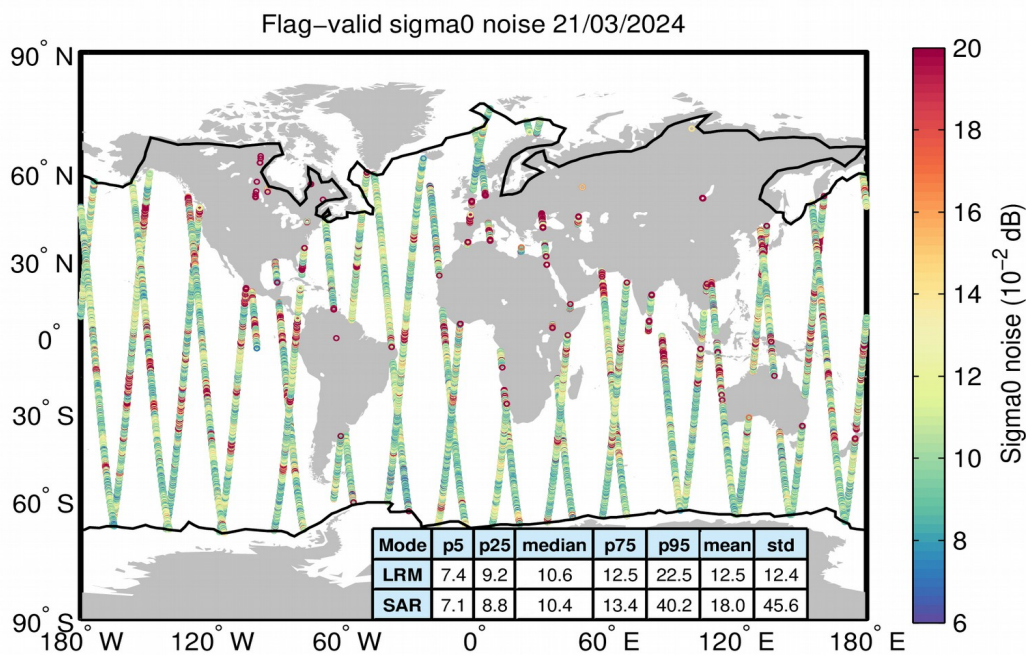 Flag−valid sigma0 noise 21/03/2024
90° N
60° N
30° N
0°
30° S
60° S
90° S
180° W
120° W
60° W
0°
60° E
120° E
180° E
Mode p5 p25 median p75 p95 mean std
LRM 7.4 9.2 10.6 12.5 22.5 12.5 12.4
SAR 7.1 8.8 10.4 13.4 40.2 18.0 45.6
20
18
16
14
12
10
8
6
Sigma0 noise (10⁻² dB)